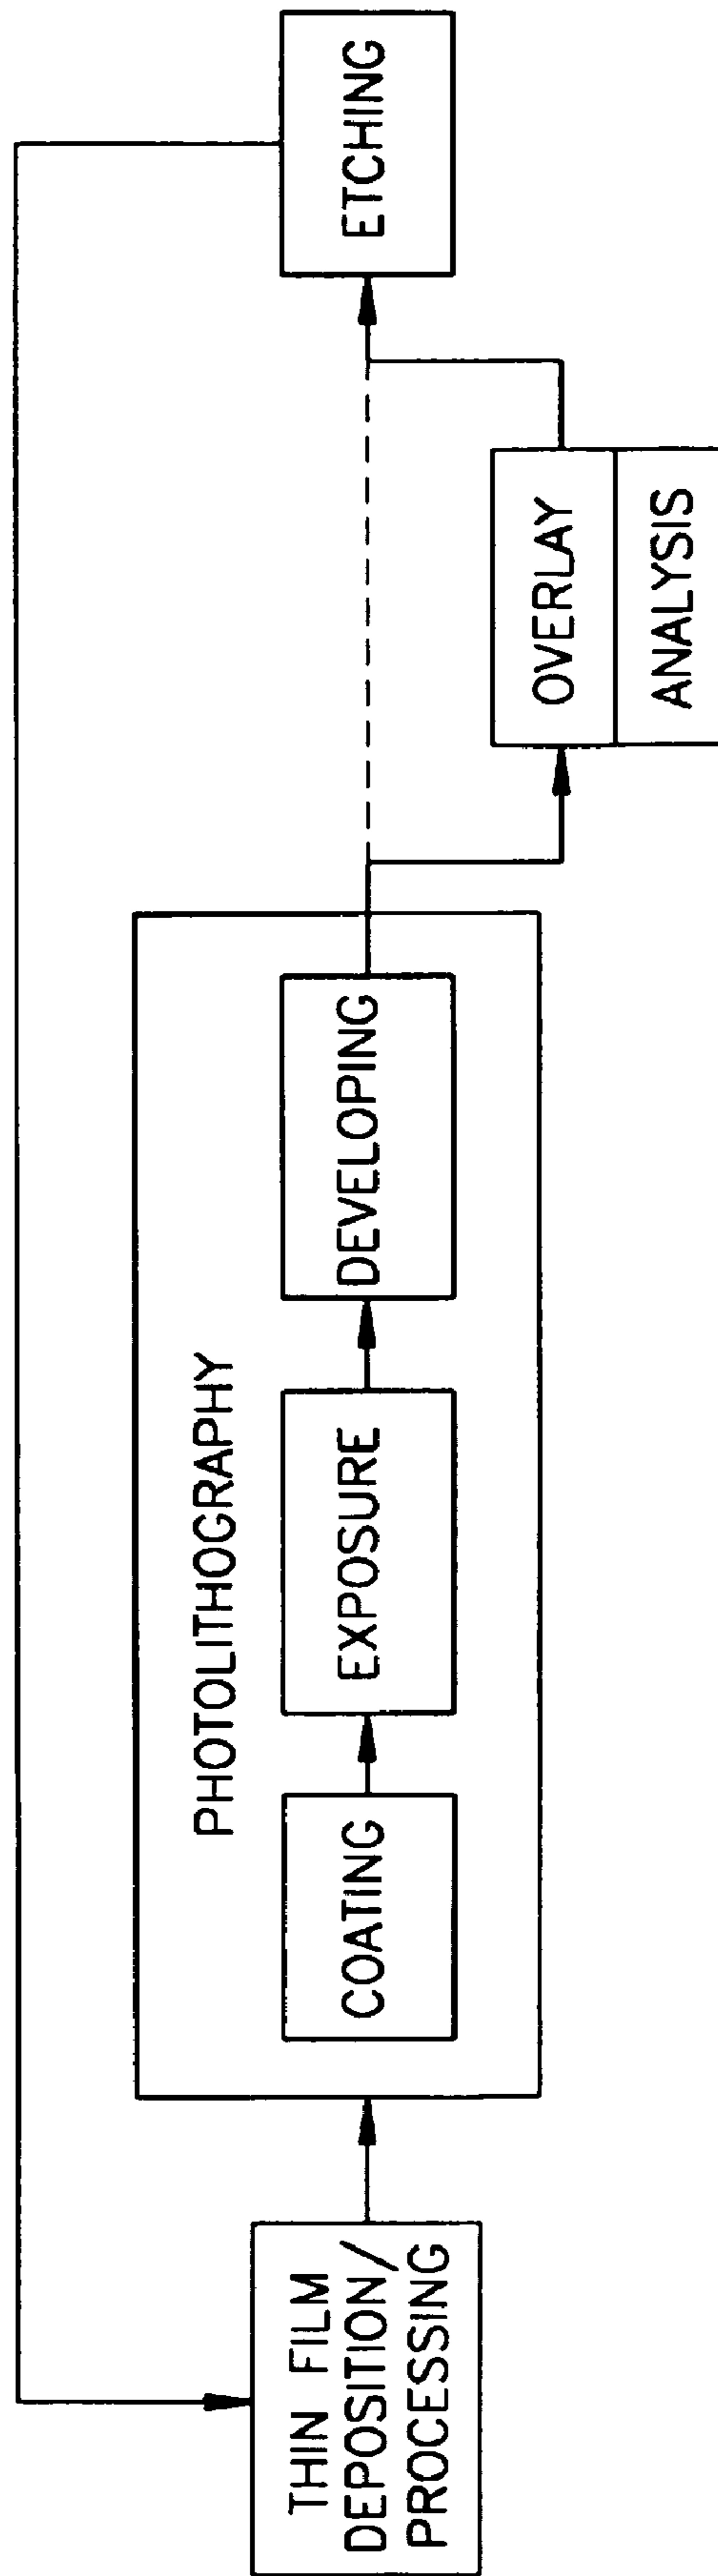 THIN FILM
DEPOSITION/
PROCESSING
PHOTOLITHOGRAPHY
COATING
EXPOSURE
DEVELOPING
OVERLAY
ANALYSIS
ETCHING